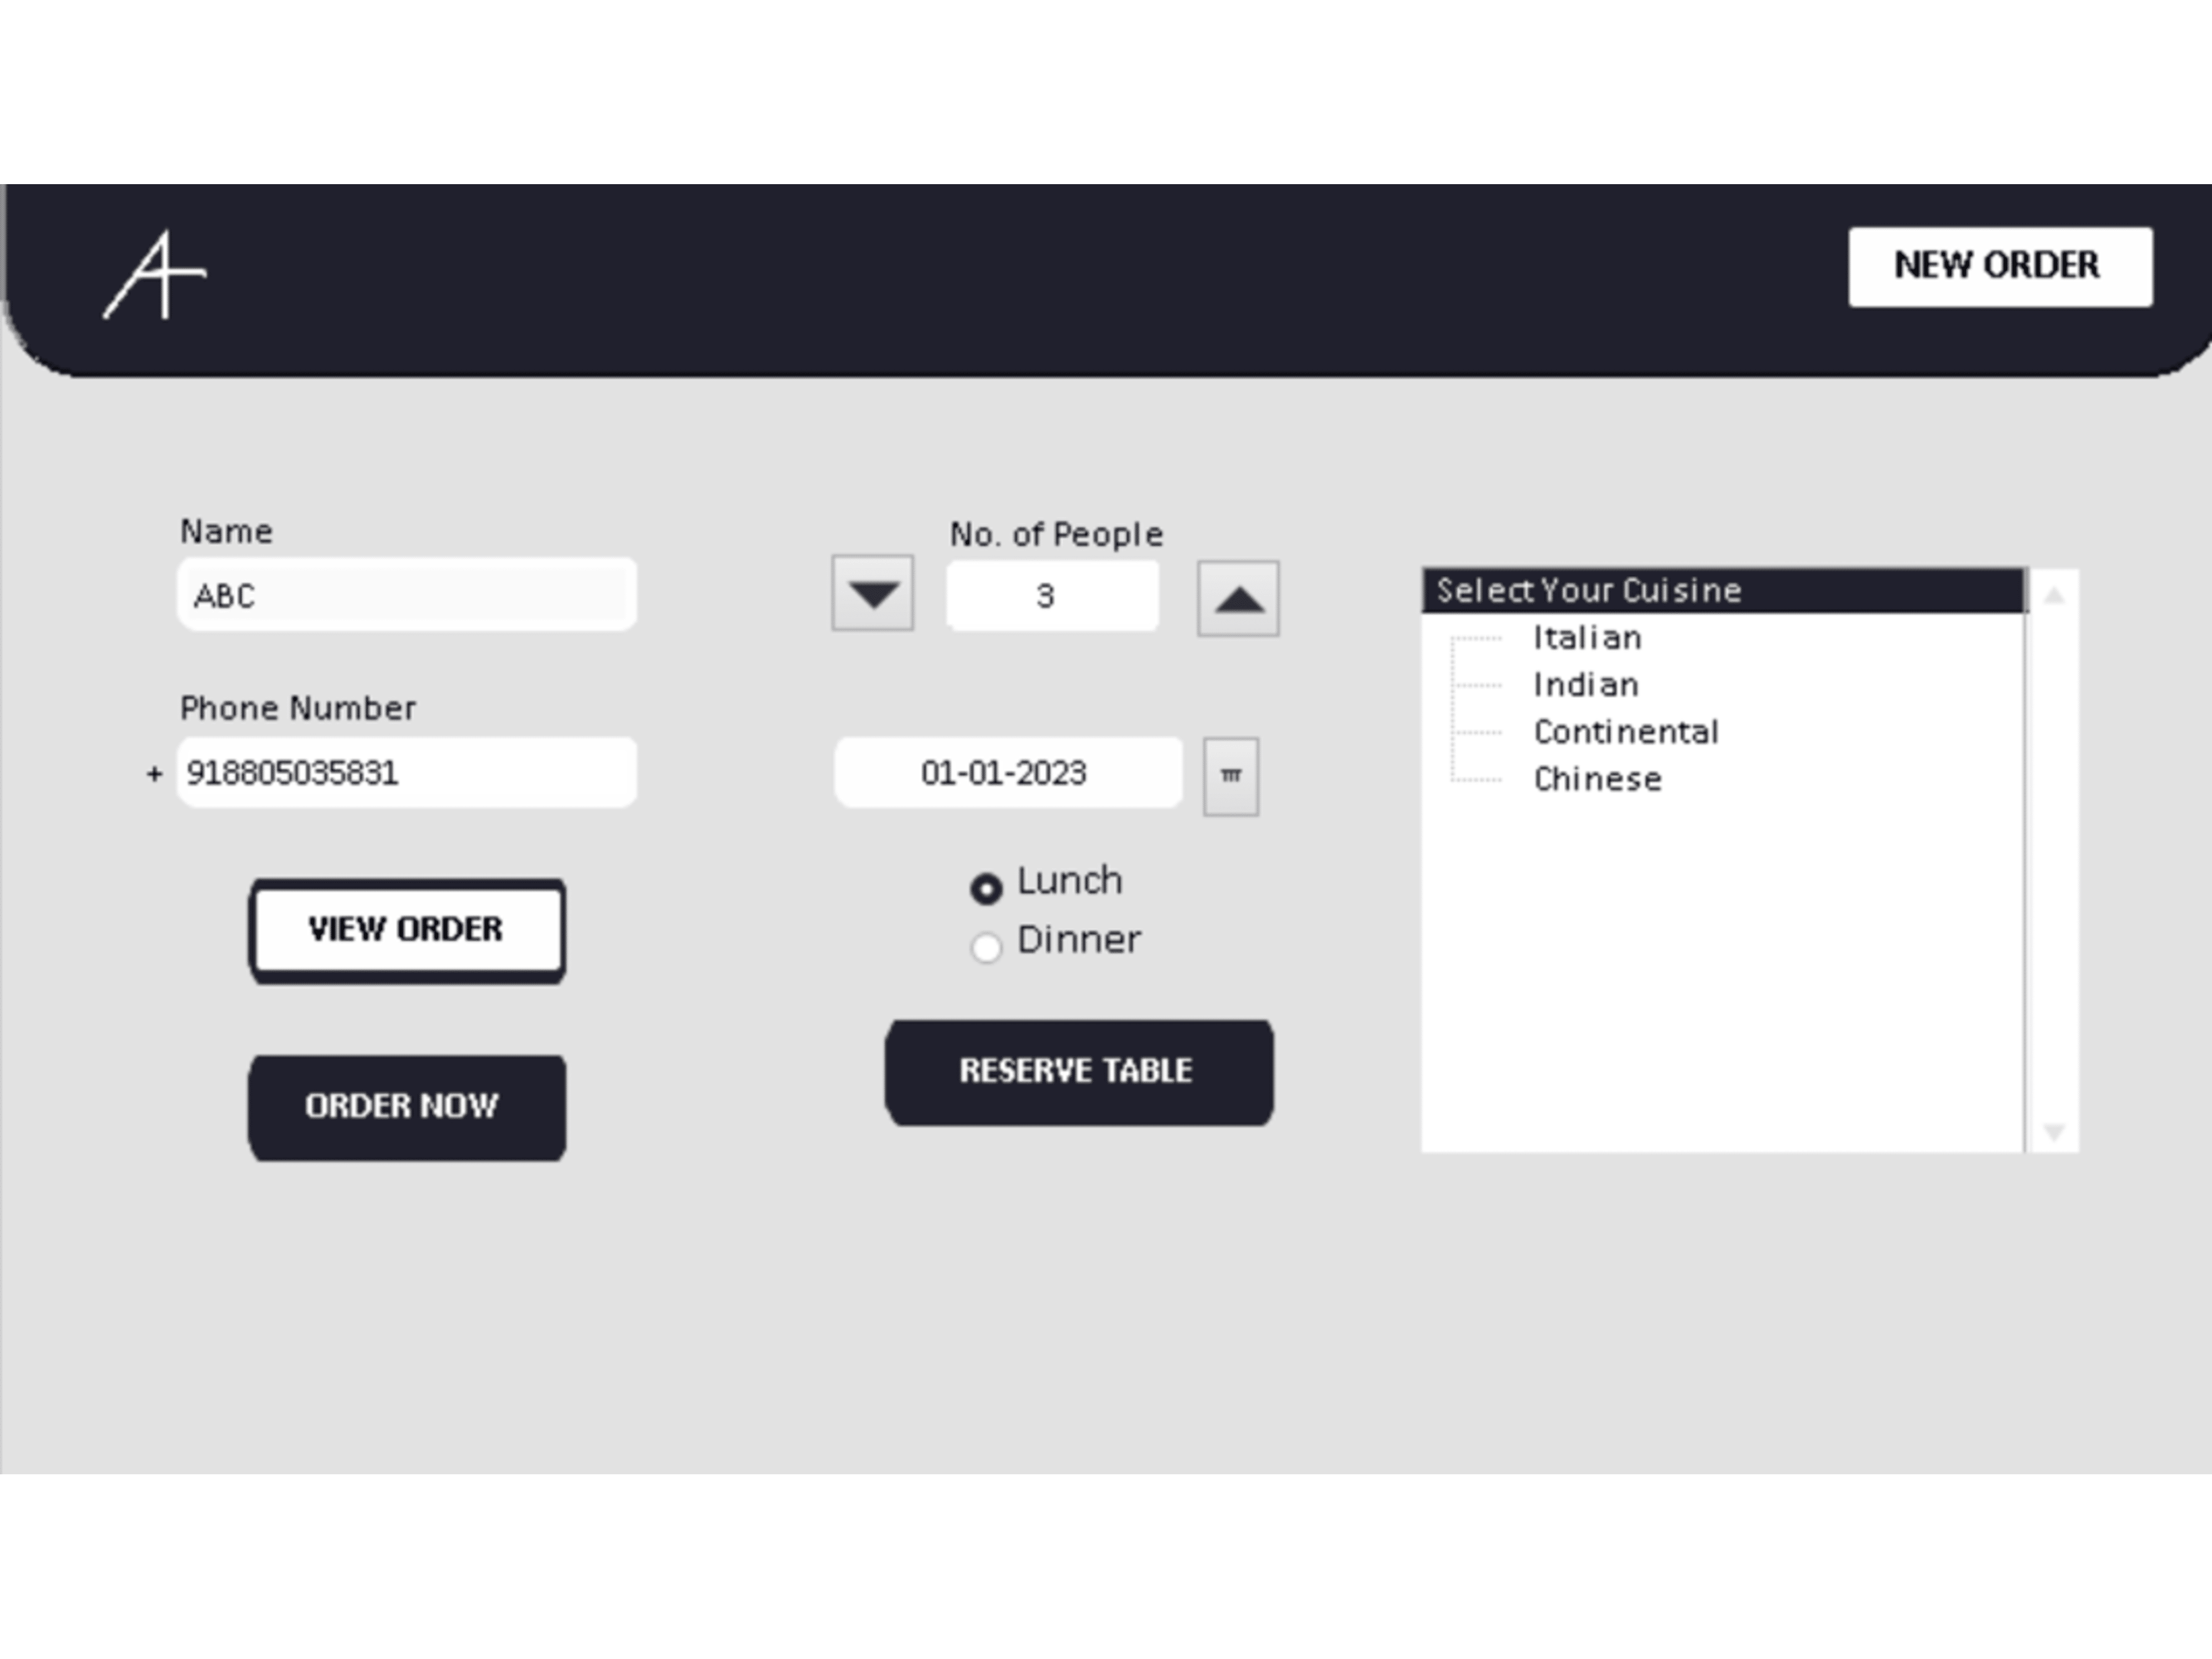 A
NEW ORDER
Name
ABC
Phone Number
+ 918805035831
VIEW ORDER
ORDER NOW
No. of People
3
01-01-2023
Lunch
Dinner
RESERVE TABLE
Select Your Cuisine
Italian
Indian
Continental
Chinese